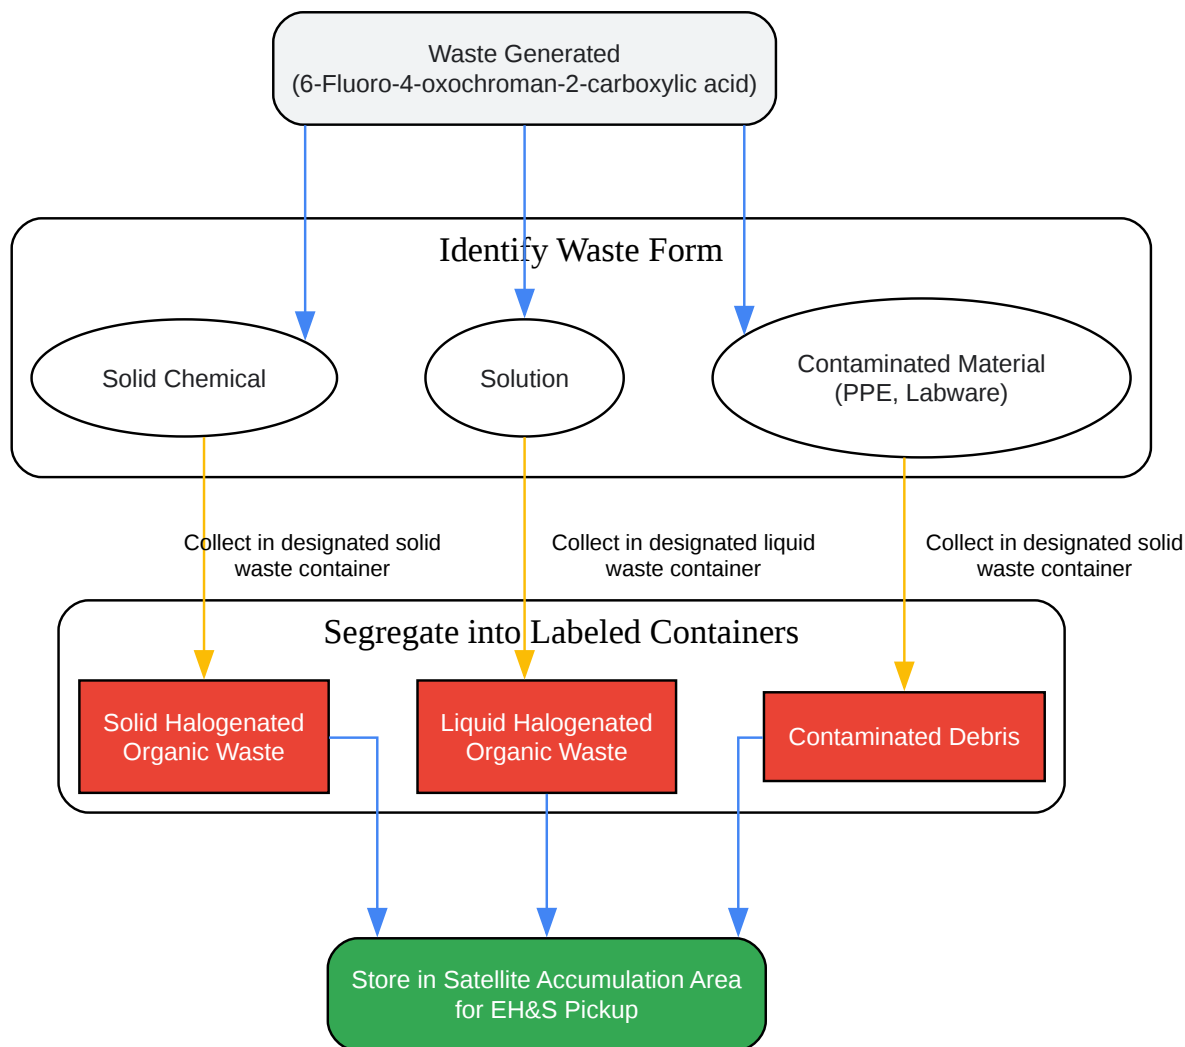 Waste Generated
(6-Fluoro-4-oxochroman-2-carboxylic acid)
Identify Waste Form
Solid Chemical
Solution
Contaminated Material
(PPE, Labware)
Collect in designated solid
waste container
Collect in designated liquid
waste container
Collect in designated solid
waste container
Segregate into Labeled Containers
Solid Halogenated
Organic Waste
Liquid Halogenated
Organic Waste
Contaminated Debris
Store in Satellite Accumulation Area
for EH&S Pickup